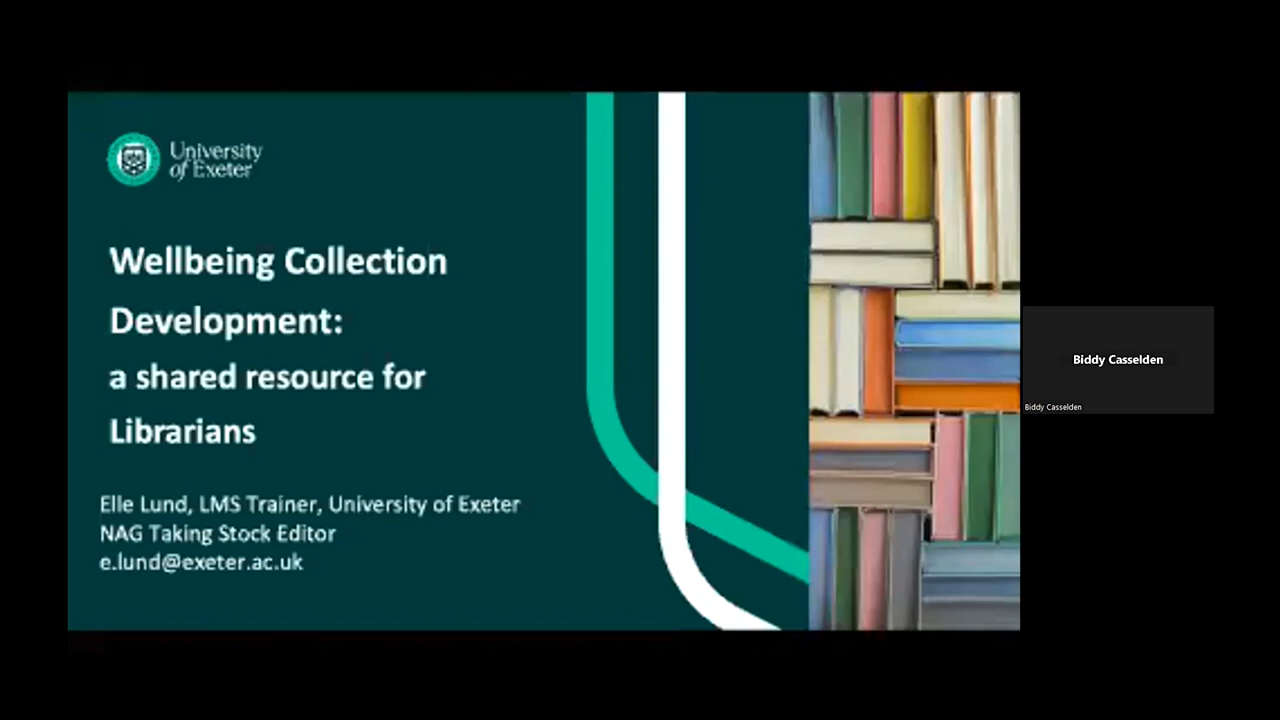 University
of Exeter
Wellbeing Collection
Development:
a shared resource for
Librarians
Elle Lund, LMS Trainer, University of Exeter
NAG Taking Stock Editor
e.lund@exeter.ac.uk
Biddy Casselden
Biddy Casselden